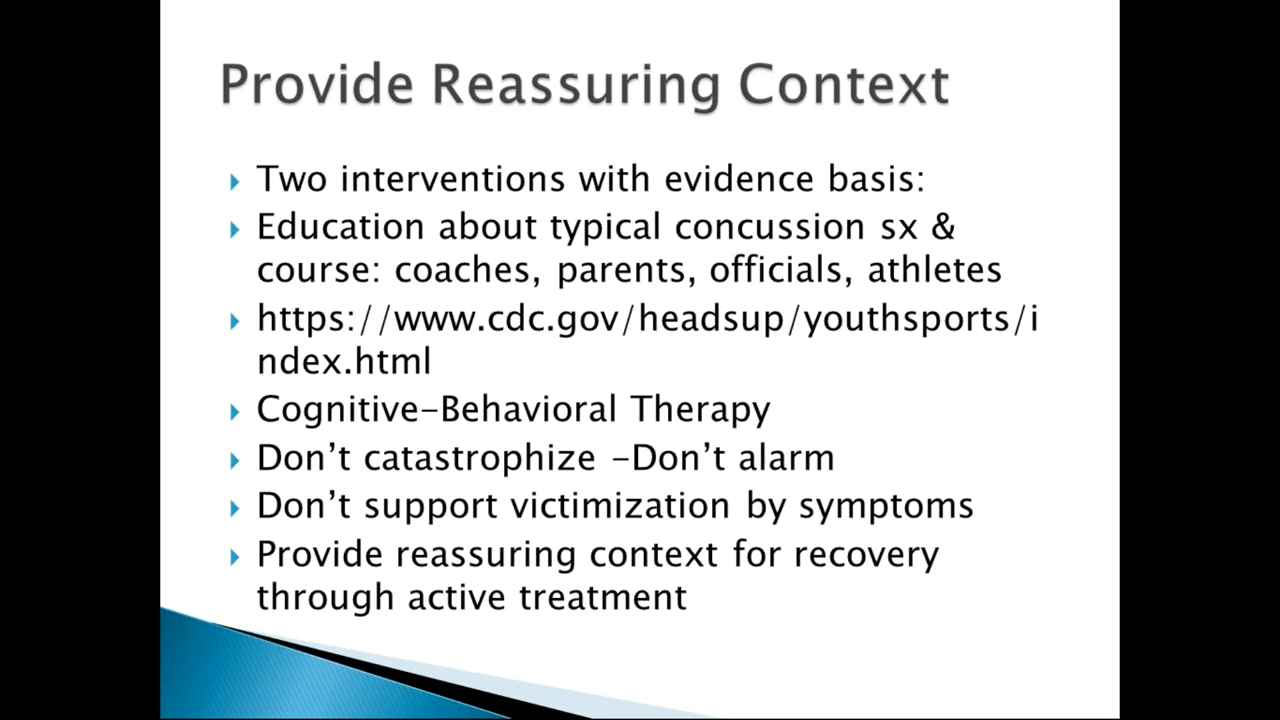 Provide Reassuring Context
Two interventions with evidence basis:
Education about typical concussion sx &
course: coaches, parents, officials, athletes
https://www.cdc.gov/headsup/youthsports/i
ndex.html
Cognitive-Behavioral Therapy
Don’t catastrophize -Don’t alarm
Don’t support victimization by symptoms
Provide reassuring context for recovery
through active treatment